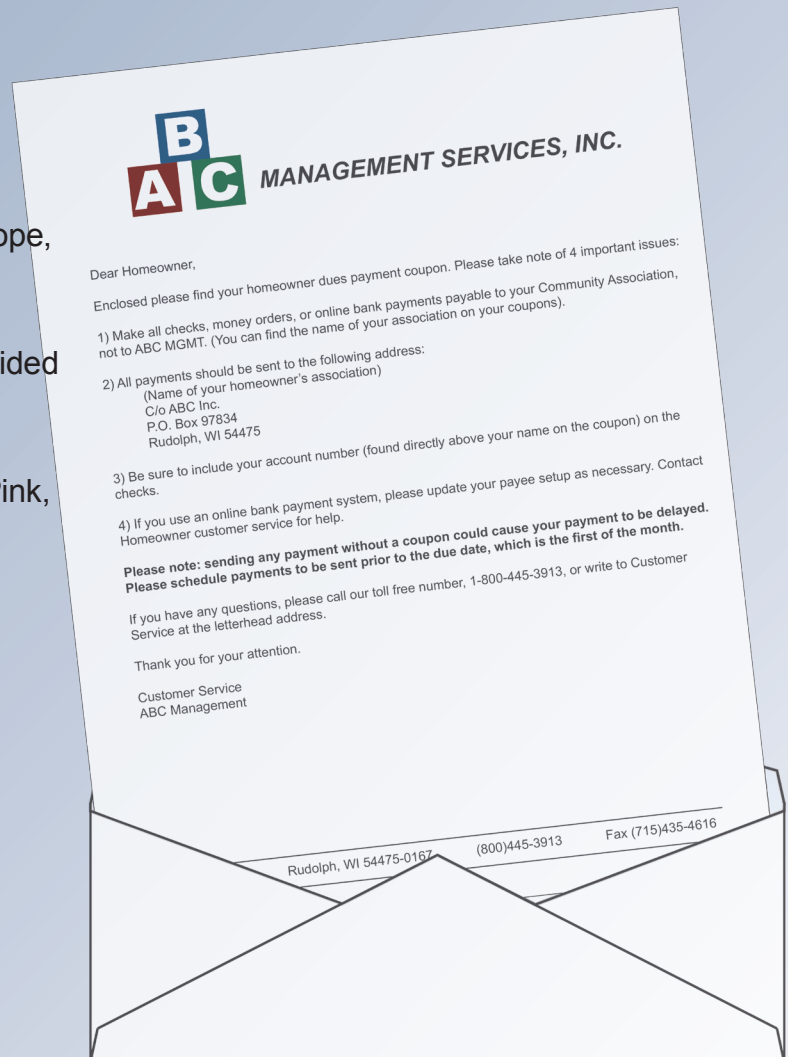 B
A C MANAGEMENT SERVICES, INC.
ope,
Dear Homeowner,
Enclosed please find your homeowner dues payment coupon. Please take note of 4 important issues:
1) Make all checks, money orders, or online bank payments payable to your Community Association,
not to ABC MGMT. (You can find the name of your association on your coupons).
ided
2) All payments should be sent to the following address:
(Name of your homeowner’s association)
C/o ABC Inc.
P.O. Box 97834
Rudolph, WI 54475
ink,
3) Be sure to include your account number (found directly above your name on the coupon) on the
checks.
4) If you use an online bank payment system, please update your payee setup as necessary. Contact
Homeowner customer service for help.
Please note: sending any payment without a coupon could cause your payment to be delayed.
Please schedule payments to be sent prior to the due date, which is the first of the month.
If you have any questions, please call our toll free number, 1-800-445-3913, or write to Customer
Service at the letterhead address.
Thank you for your attention.
Customer Service
ABC Management
Rudolph, WI 54475-0167 (800)445-3913 Fax (715)435-4616